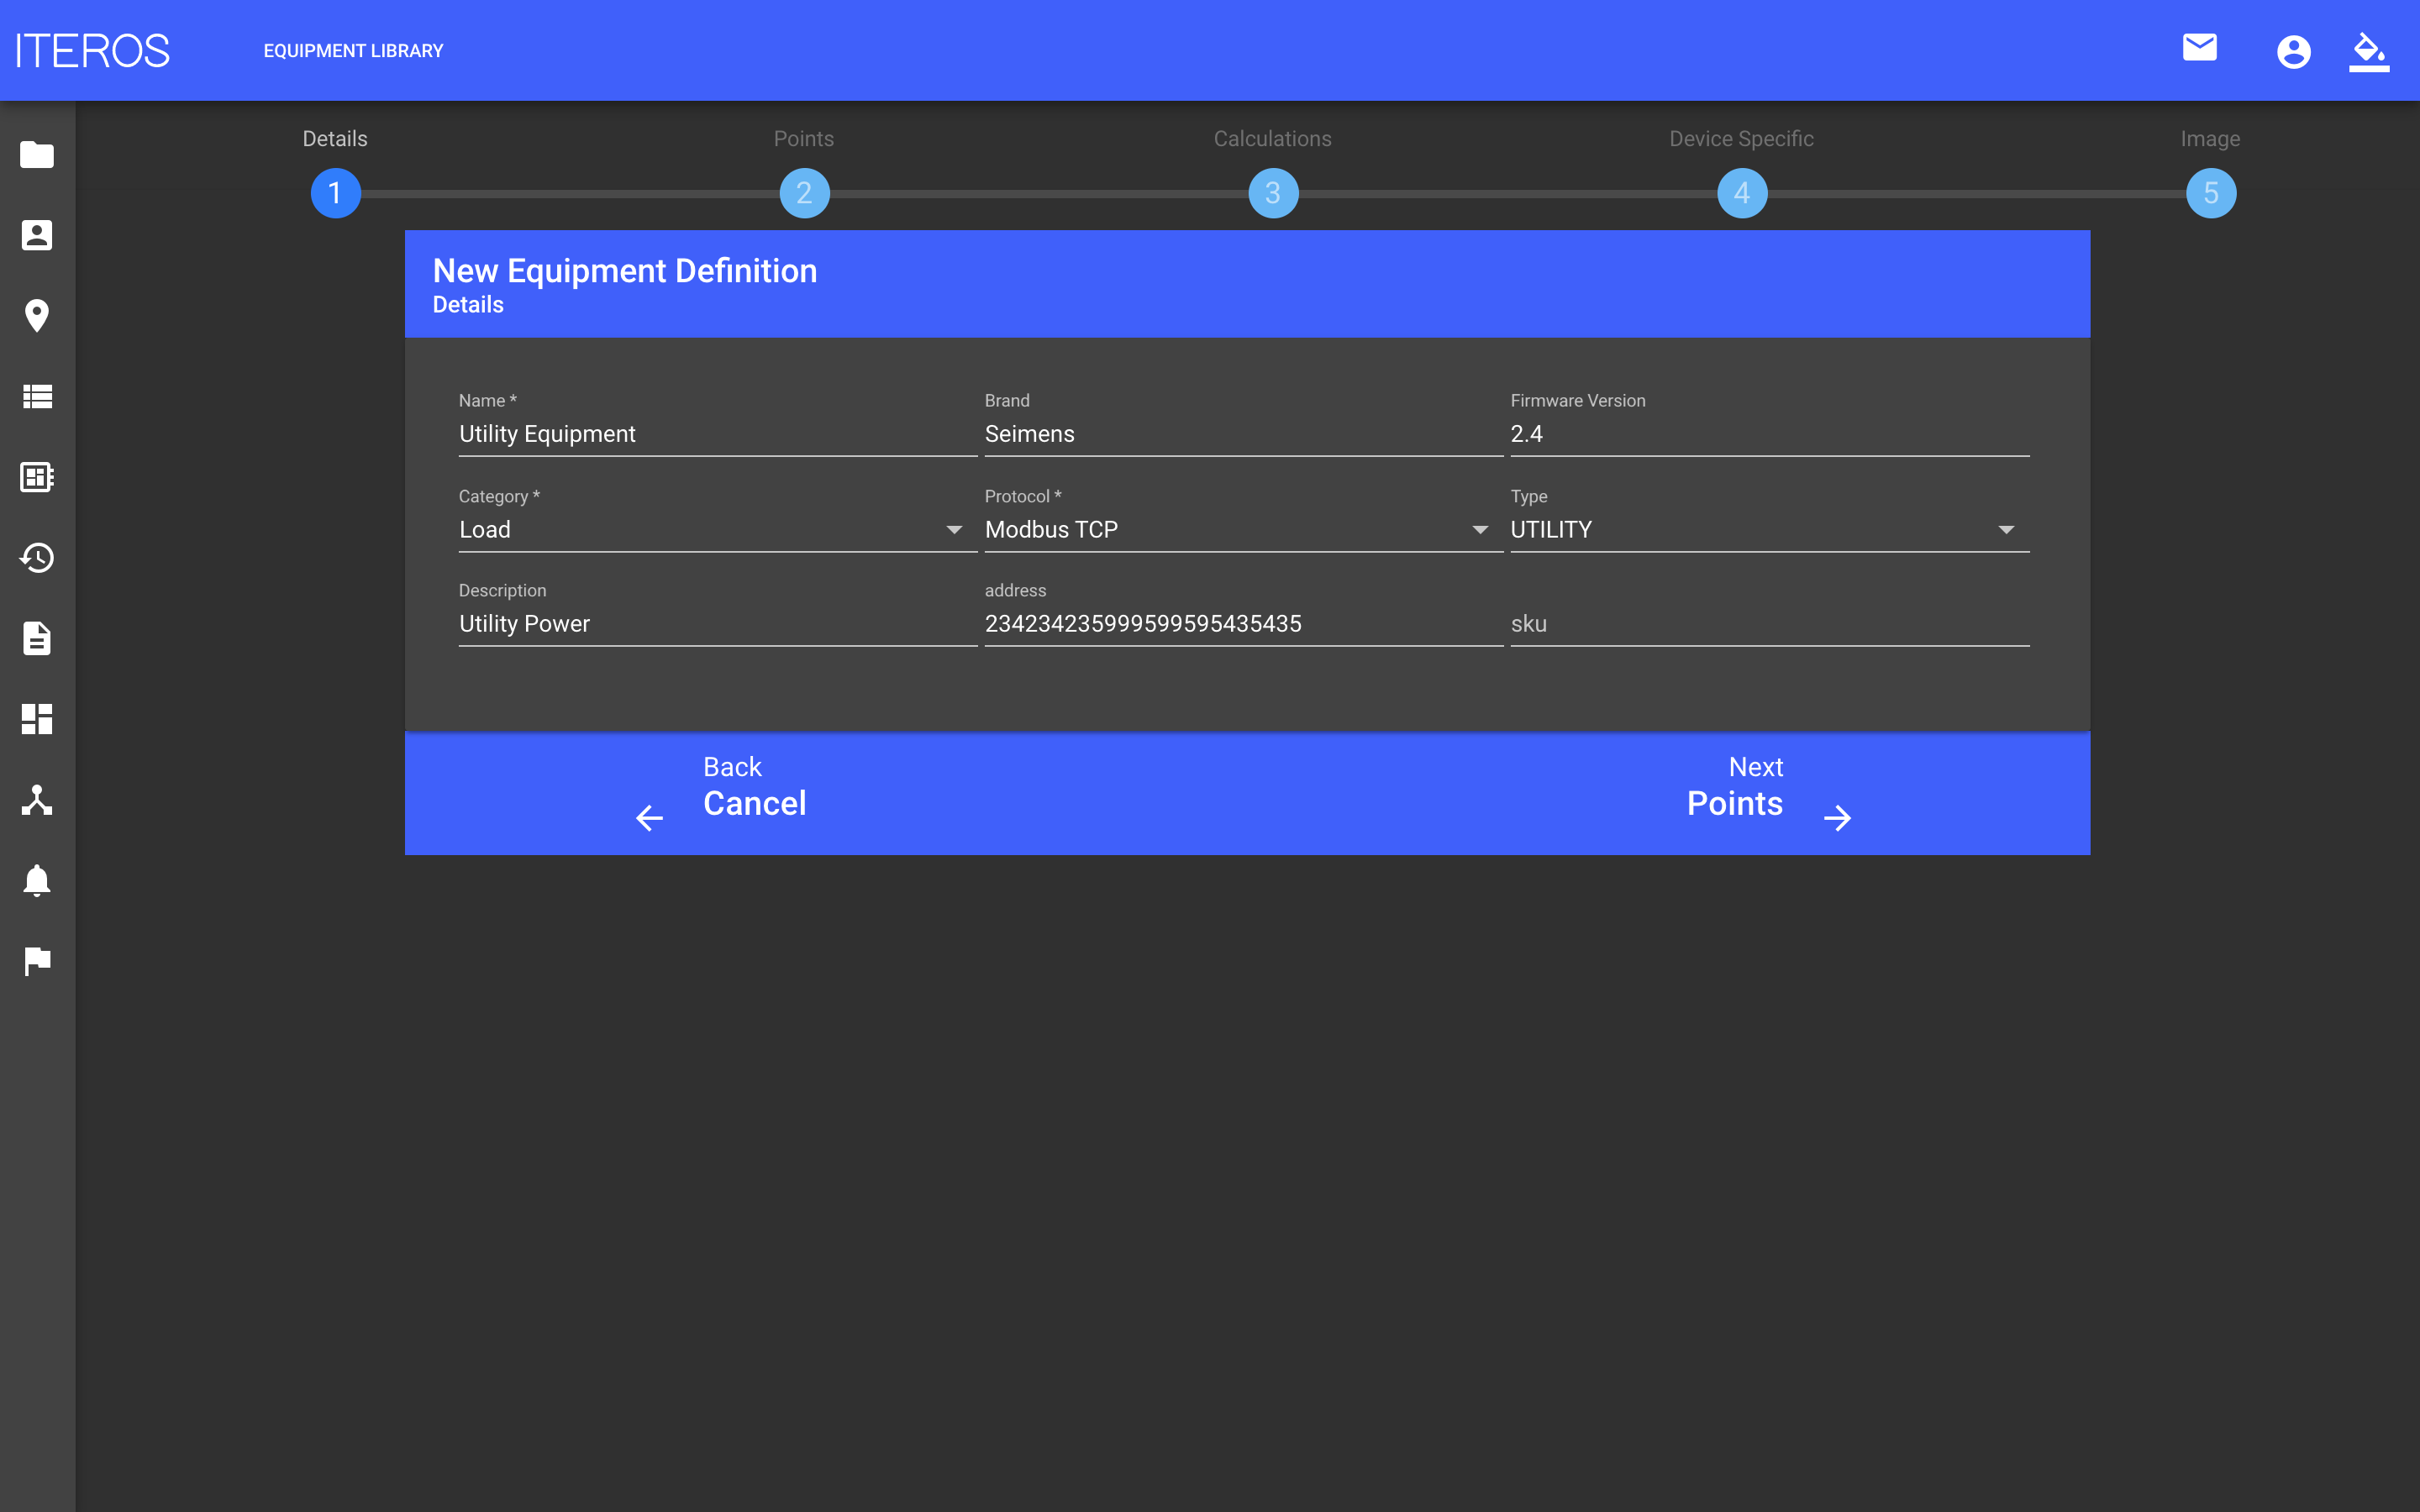 ITEROS
EQUIPMENT LIBRARY
Details
Points
Calculations
Device Specific
Image
1
2
3
4
5
New Equipment Definition
Details
Name *
Brand
Firmware Version
Utility Equipment
Seimens
2.4
Category *
Protocol *
Type
Load
Modbus TCP
UTILITY
Description
address
Utility Power
234234235999599595435435
sku
Back
Next
Cancel
Points